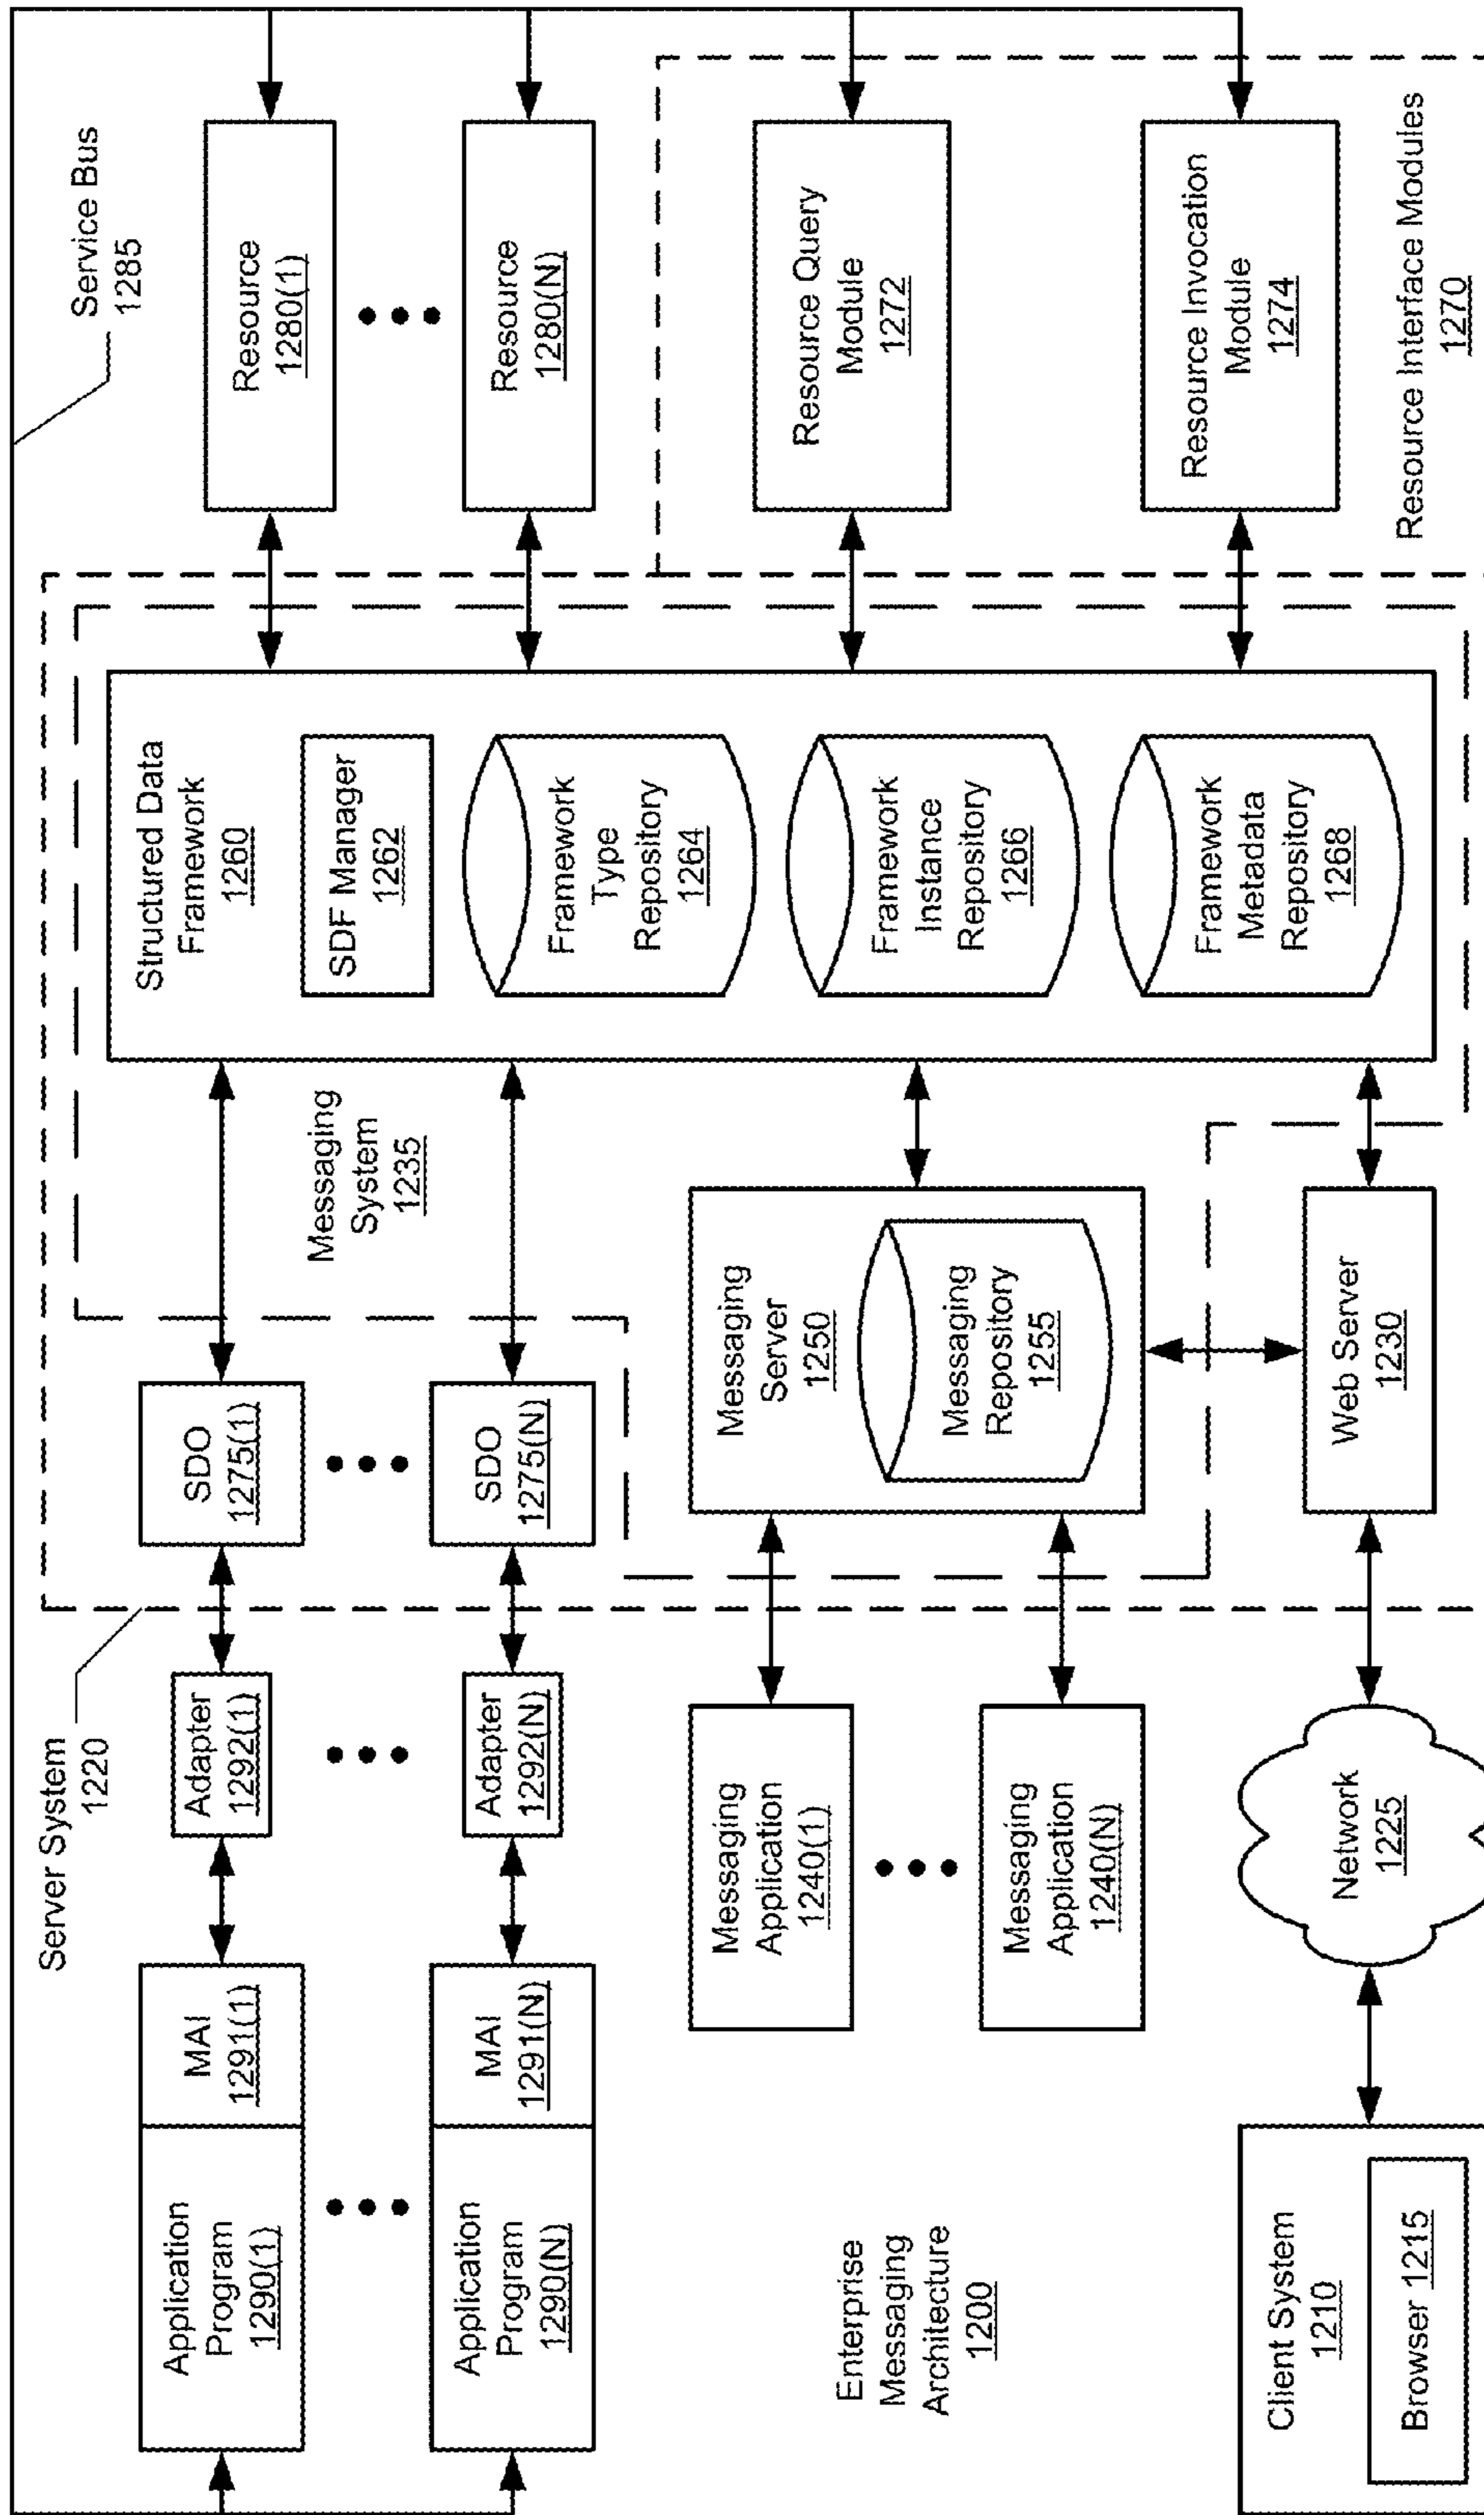 Service Bus
1285
Server System
1220
Application
Program
1290(1)
MAI
1291(1)
Adapter
1292(1)
SDO
1275(1)
Application
Program
1290(N)
MAI
1291(N)
Adapter
1292(N)
SDO
1275(N)
Messaging
System
1235
Structured Data
Framework
1260
SDF Manager
1262
Framework
Type
Repository
1264
Framework
Instance
Repository
1266
Framework
Metadata
Repository
1268
Resource
1280(1)
Resource
1280(N)
Resource Query
Module
1272
Resource Invocation
Module
1274
Resource Interface Modules
1270
Messaging
Application
1240(1)
Messaging
Application
1240(N)
Messaging
Server
1250
Messaging
Repository
1255
Enterprise
Messaging
Architecture
1200
Client System
1210
Browser 1215
Network
1225
Web Server
1230